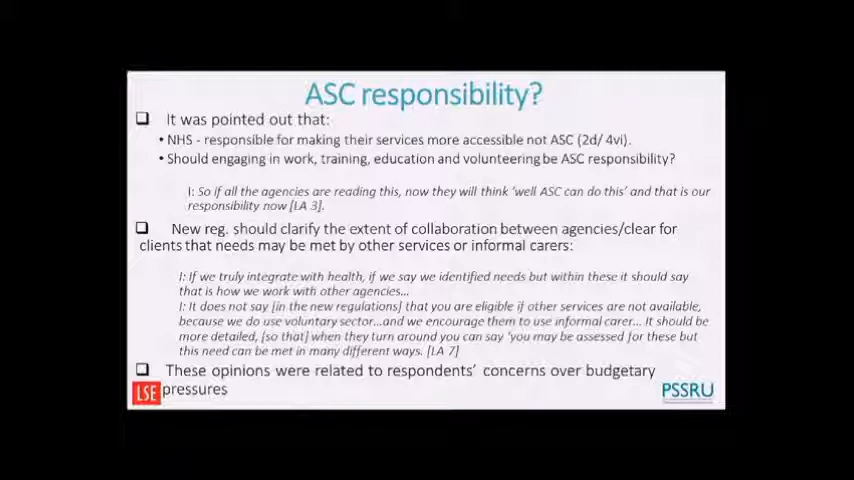 ASC responsibility?
It was pointed out that:
• NHS - responsible for making their services more accessible not ASC (2d/ 4vi).
• Should engaging in work, training, education and volunteering be ASC responsibility?
I: So if all the agencies are reading this, now they will think 'well ASC can do this' and that is our
responsibility now [LA 3].
New reg. should clarify the extent of collaboration between agencies/clear for
clients that needs may be met by other services or informal carers:
I: If we truly integrate with health, if we say we identified needs but within these it should say
that is how we work with other agencies...
I: It does not say [in the new regulations] that you are eligible if other services are not available,
because we do use voluntary sector...and we encourage them to use informal carer... It should be
more detailed, [so that] when they turn around you can say 'you may be assessed for these but
this need can be met in many different ways. [LA 7]
These opinions were related to respondents' concerns over budgetary
pressures
LSE
PSSRU